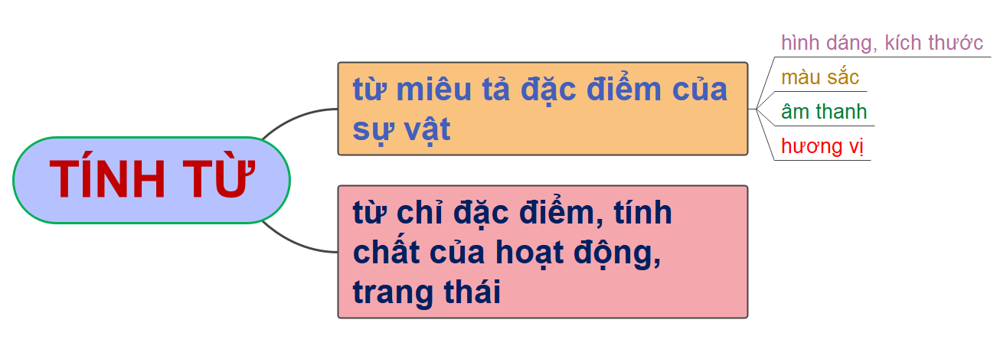 TÍNH TỪ
từ miêu tả đặc điểm của
sự vật
hình dáng, kích thước
màu sắc
âm thanh
hương vị
từ chỉ đặc điểm, tính
chất của hoạt động,
trang thái